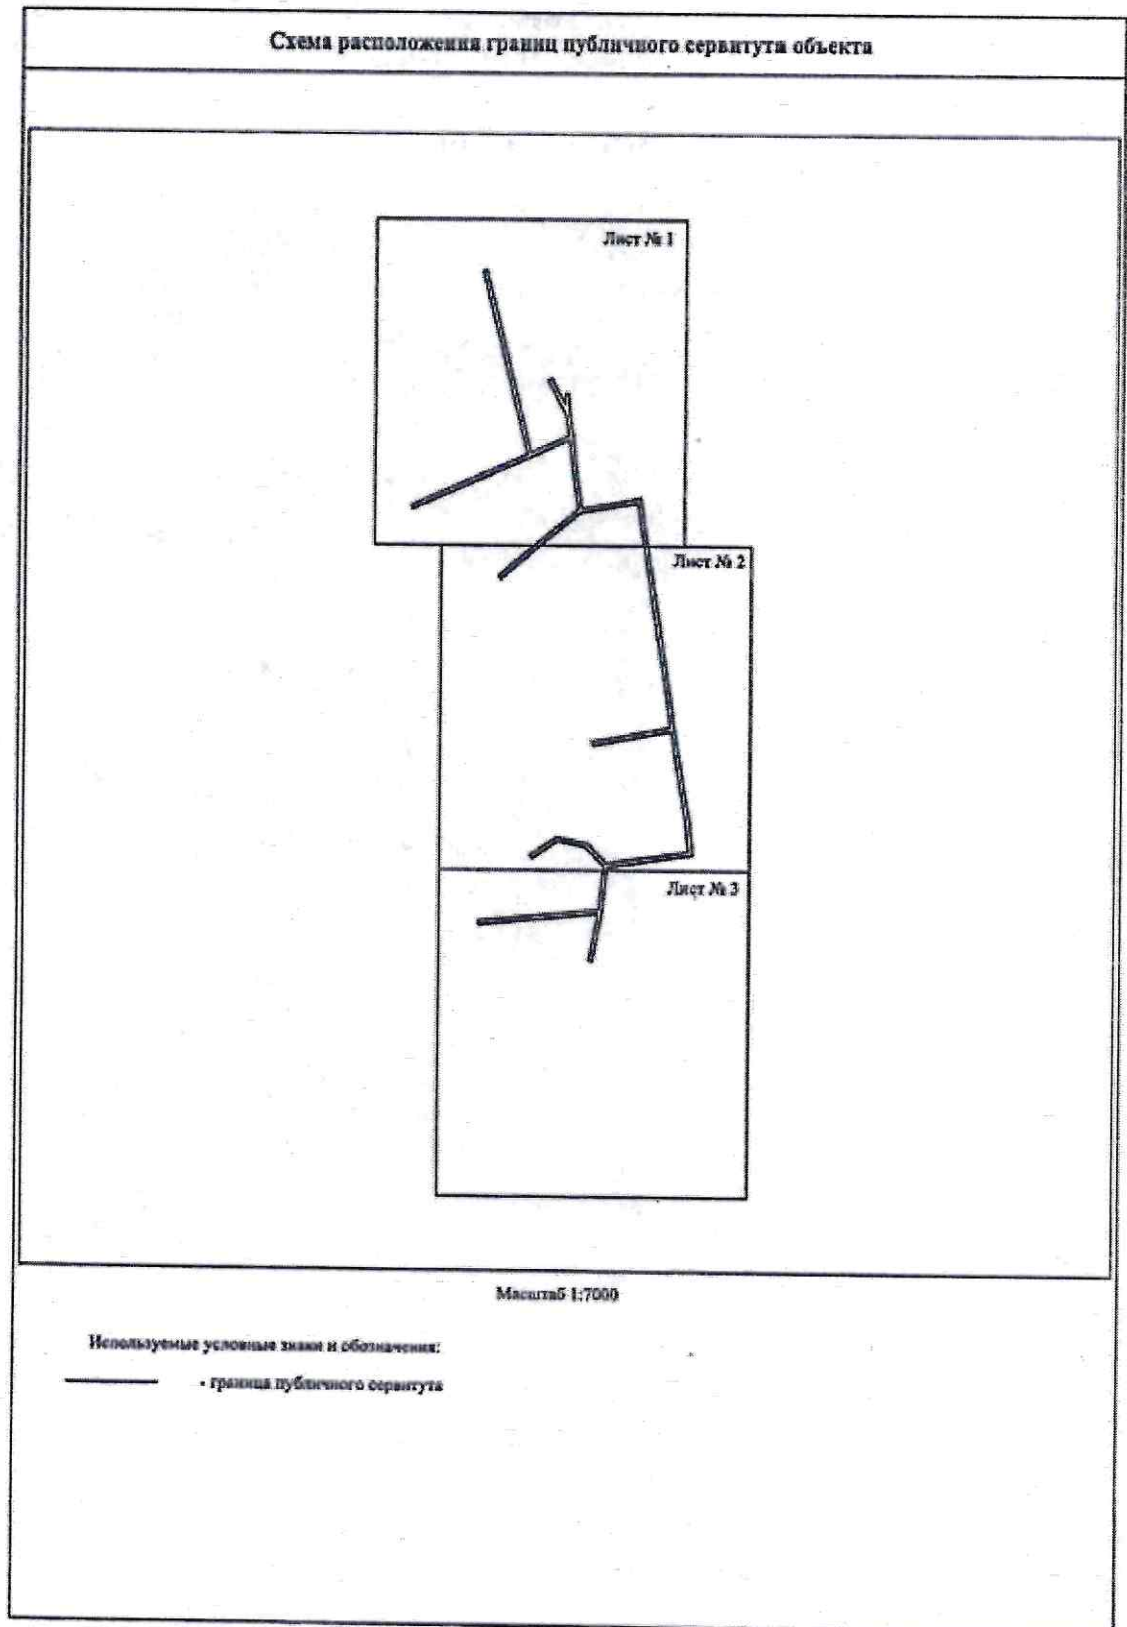 Схема расположения границ публичного сервитута объекта
Лист № 1
Лист № 2
Лист № 3
Масштаб 1:7000
Используемые условные знаки и обозначения:
- граница публичного сервитута